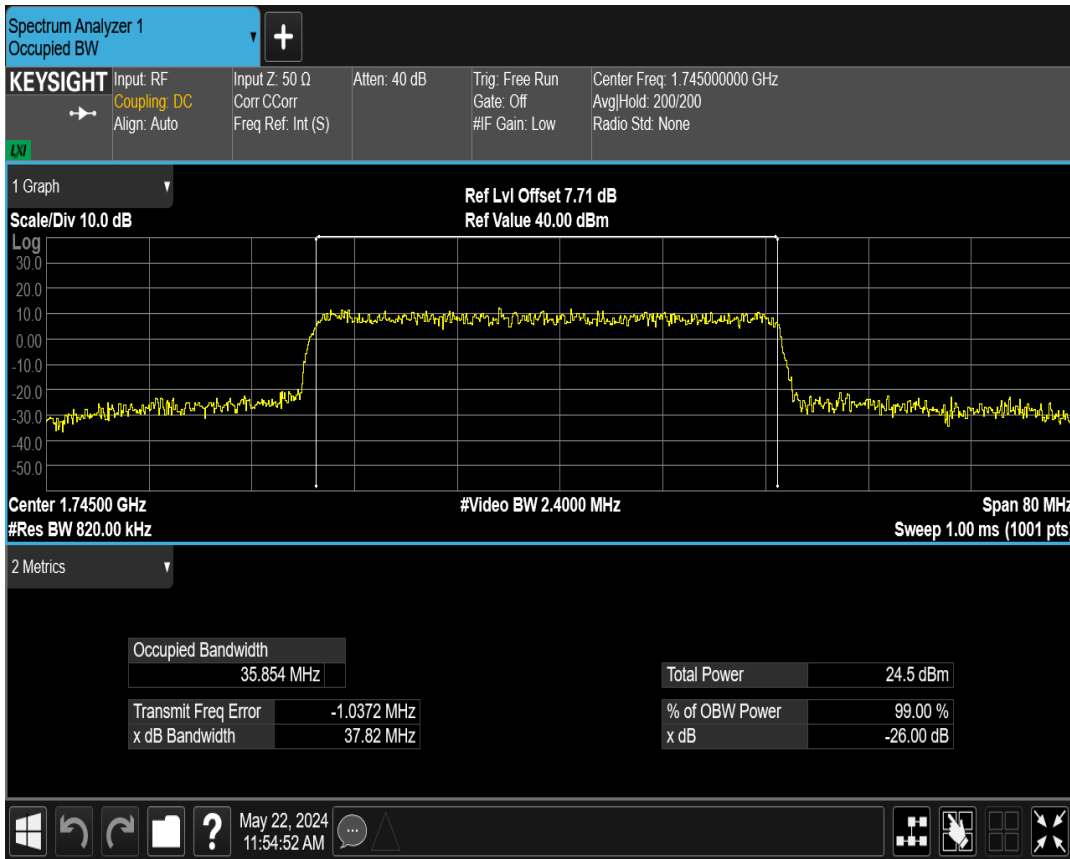 Spectrum Analyzer 1
Occupied BW
+
KEYSIGHT
LXI
Input: RF
Coupling: DC
Align: Auto
Input Z: 50 Ω
Corr CCorr
Freq Ref: Int (S)
Atten: 40 dB
Trig: Free Run
Gate: Off
#IF Gain: Low
Center Freq: 1.745000000 GHz
Avg|Hold: 200/200
Radio Std: None
1 Graph
Scale/Div 10.0 dB
Ref Lvl Offset 7.71 dB
Ref Value 40.00 dBm
Log
30.0
20.0
10.0
0.00
-10.0
-20.0
-30.0
-40.0
-50.0
Center 1.74500 GHz
#Video BW 2.4000 MHz
Span 80 MHz
#Res BW 820.00 kHz
Sweep 1.00 ms (1001 pts)
2 Metrics
Occupied Bandwidth
35.854 MHz
Total Power 24.5 dBm
Transmit Freq Error -1.0372 MHz
% of OBW Power 99.00 %
x dB Bandwidth 37.82 MHz
x dB -26.00 dB
?
May 22, 2024
11:54:52 AM